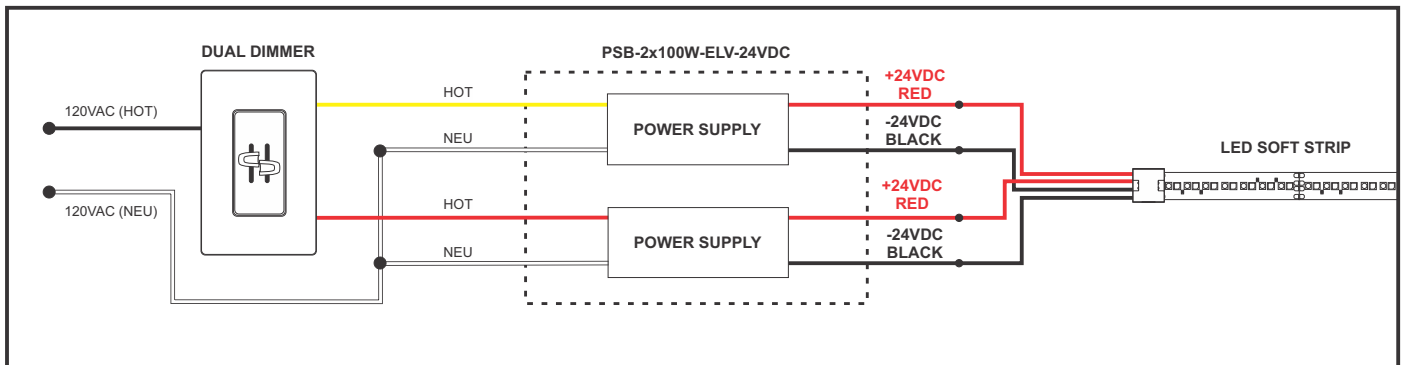 DUAL DIMMER
PSB-2x100W-ELV-24VDC
120VAC (HOT)
HOT
NEU
POWER SUPPLY
+24VDC
RED
-24VDC
BLACK
LED SOFT STRIP
120VAC (NEU)
HOT
NEU
POWER SUPPLY
+24VDC
RED
-24VDC
BLACK